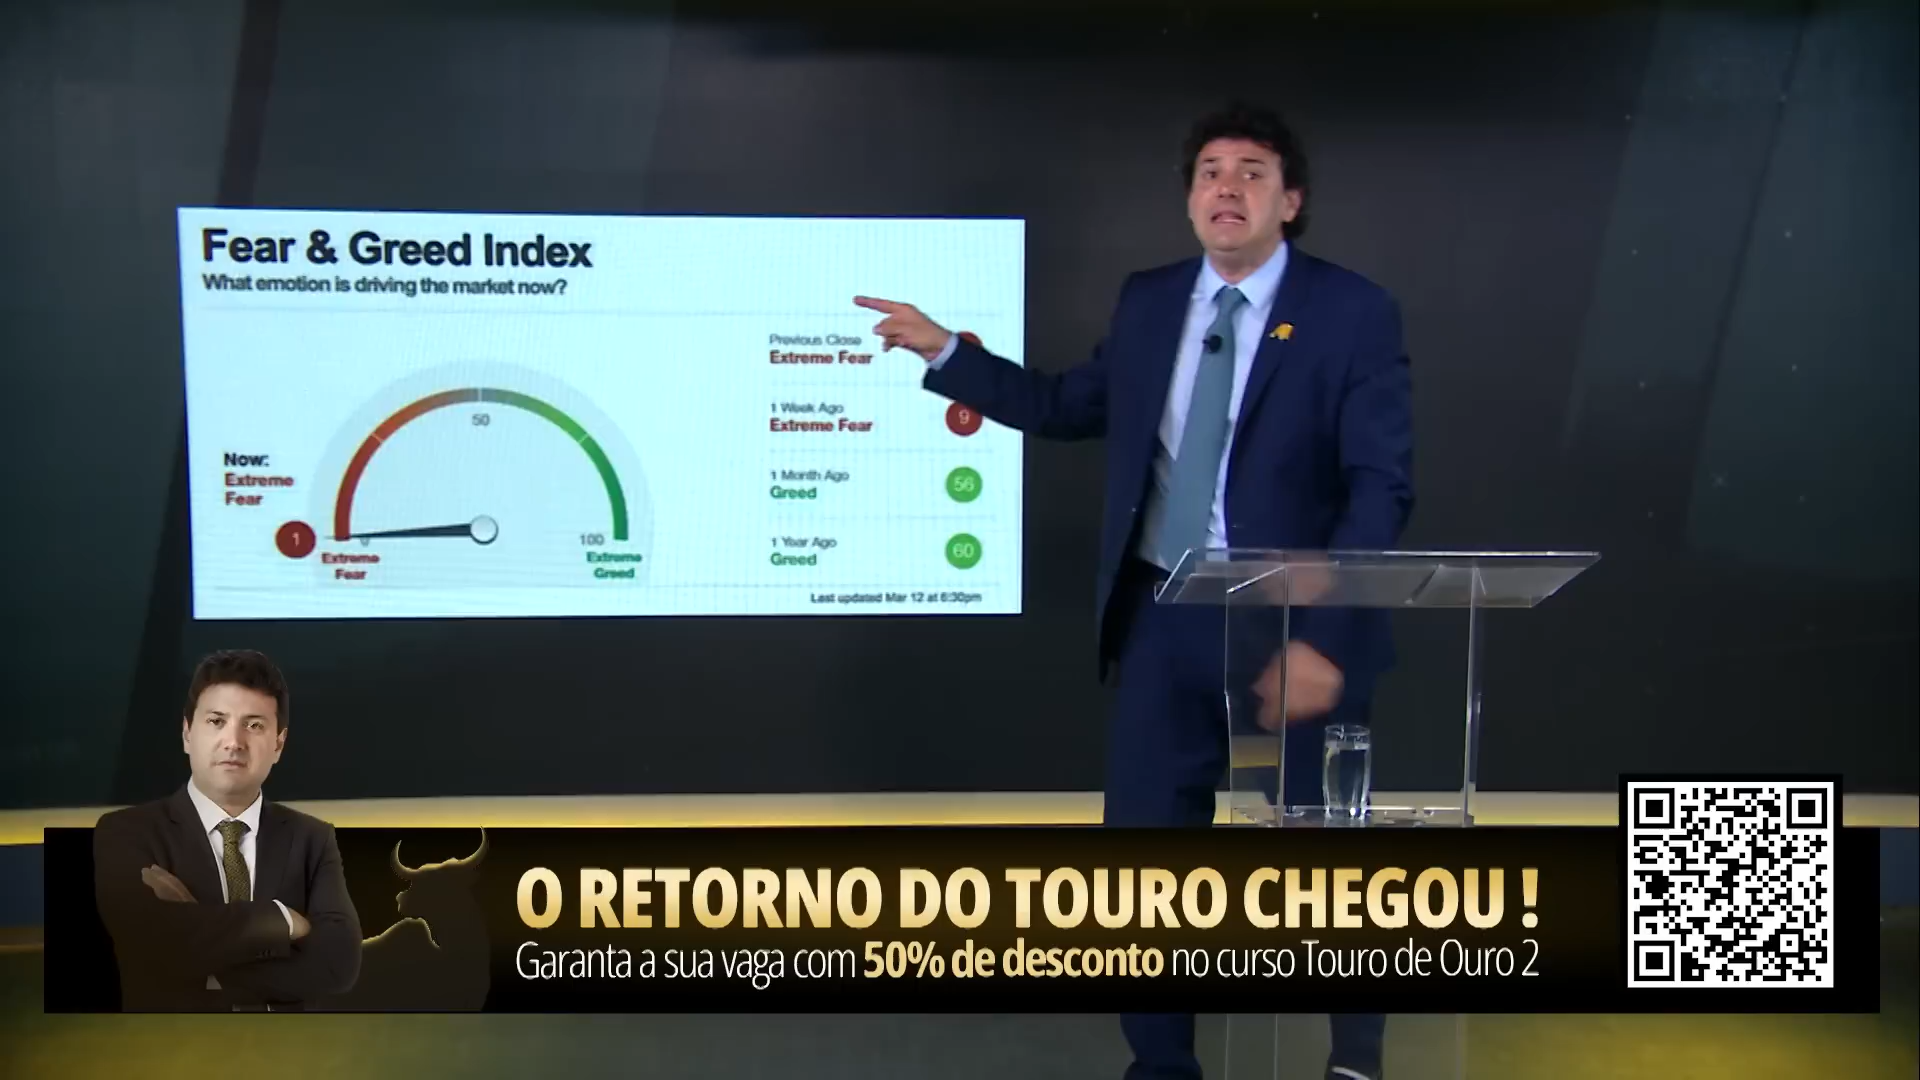 Fear & Greed Index
What emotion is driving the market now?
Previous Close
Extreme Fear
1 Week Ago
Extreme Fear
9
1 Month Ago
Greed
56
1 Year Ago
Greed
60
Last updated Mar 12 at 6:30pm
Now:
Extreme
Fear
1
0
50
100
Extreme
Fear
Extreme
Greed
O RETORNO DO TOURO CHEGOU !
Garanta a sua vaga com 50% de desconto no curso Touro de Ouro 2